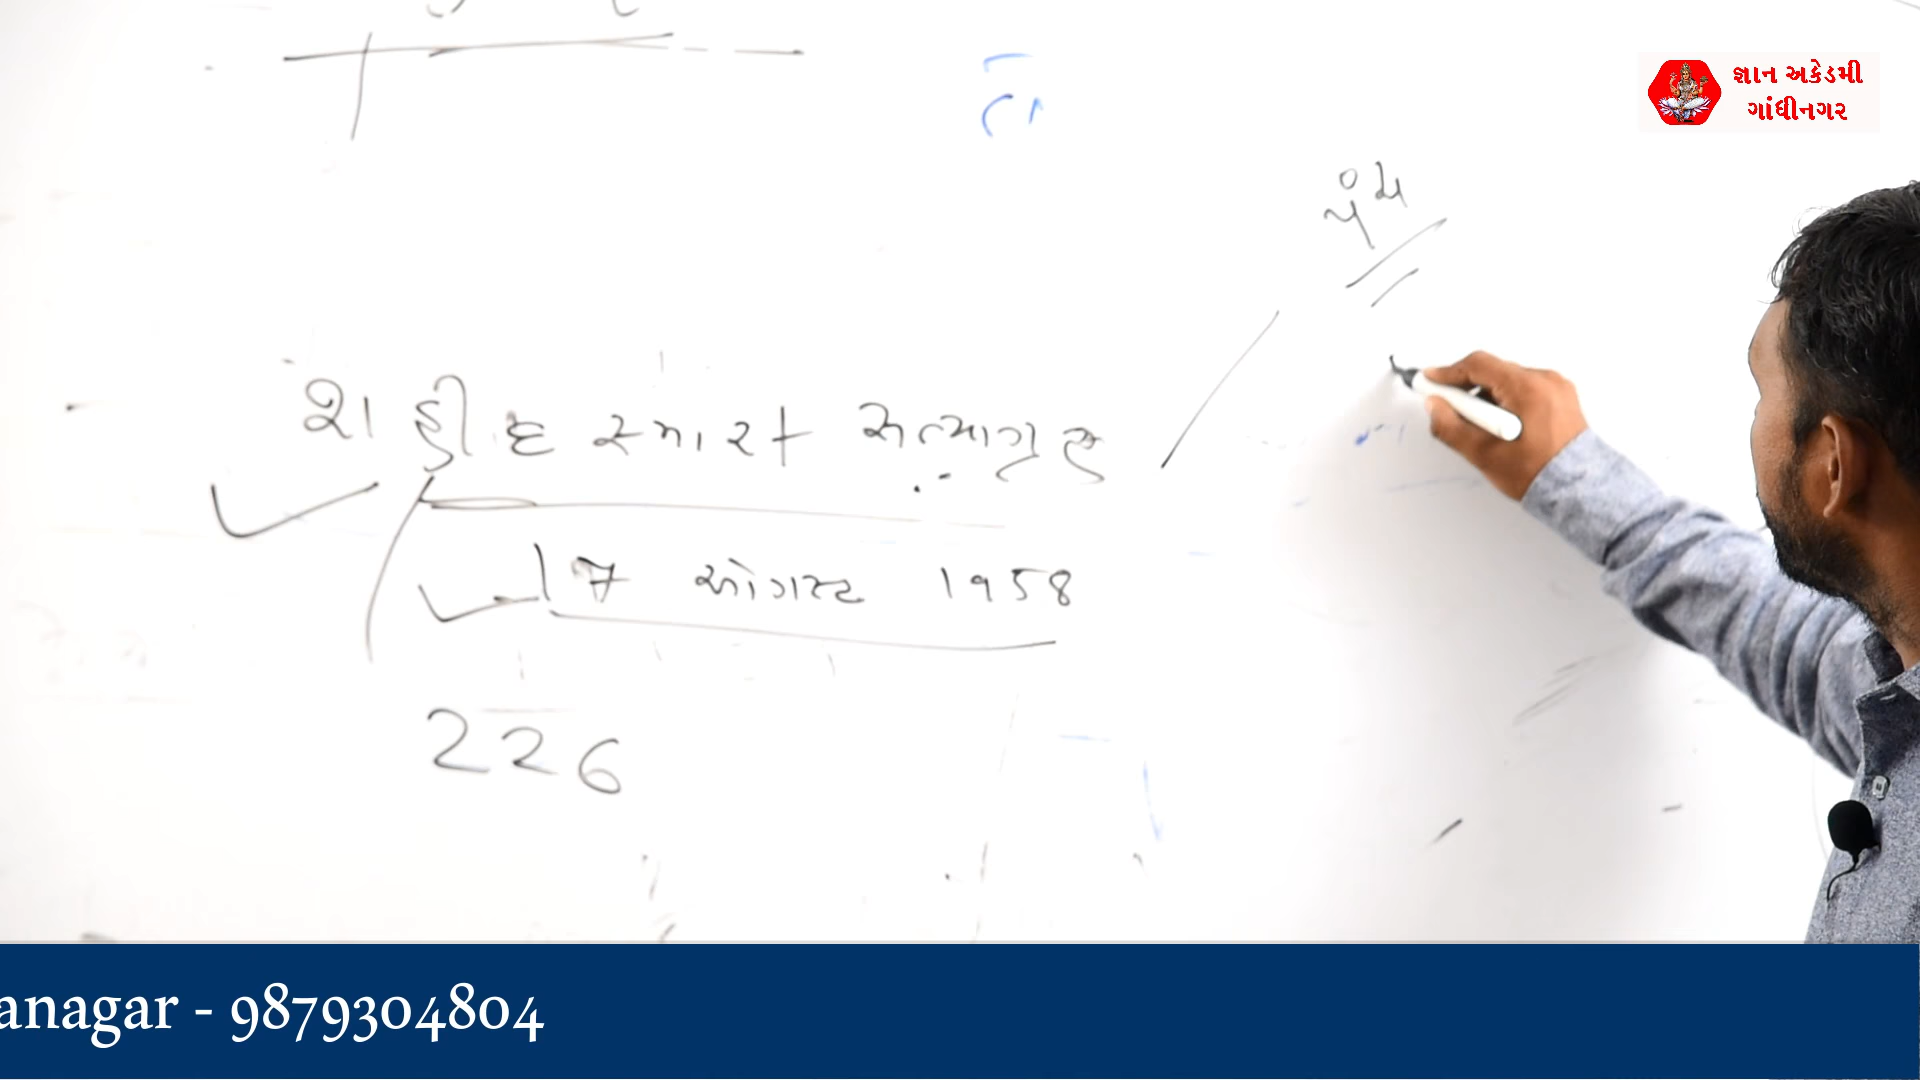 જ્ઞાન અકેડમી
ગાંધીનગર
પંચ
શહીદ સ્મારક સત્યાગ્રહ
17 ઓગસ્ટ 1958
226
anagar - 9879304804